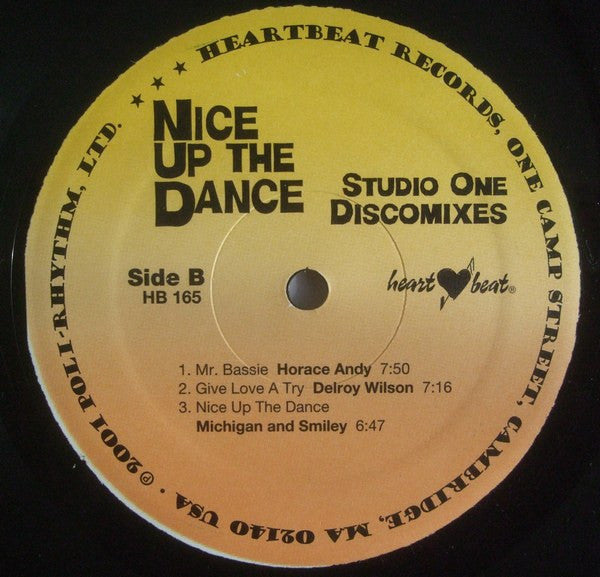 ★ ★ ★ HEARTBEAT RECORDS, ONE CAMP STREET, CAMBRIDGE, MA 02140 USA · ℗ 2001 POLI-RHYTHM, LTD.
NICE
UP THE
DANCE
STUDIO ONE
DISCOMIXES
Side B
HB 165
heart beat®
1. Mr. Bassie Horace Andy 7:50
2. Give Love A Try Delroy Wilson 7:16
3. Nice Up The Dance
Michigan and Smiley 6:47